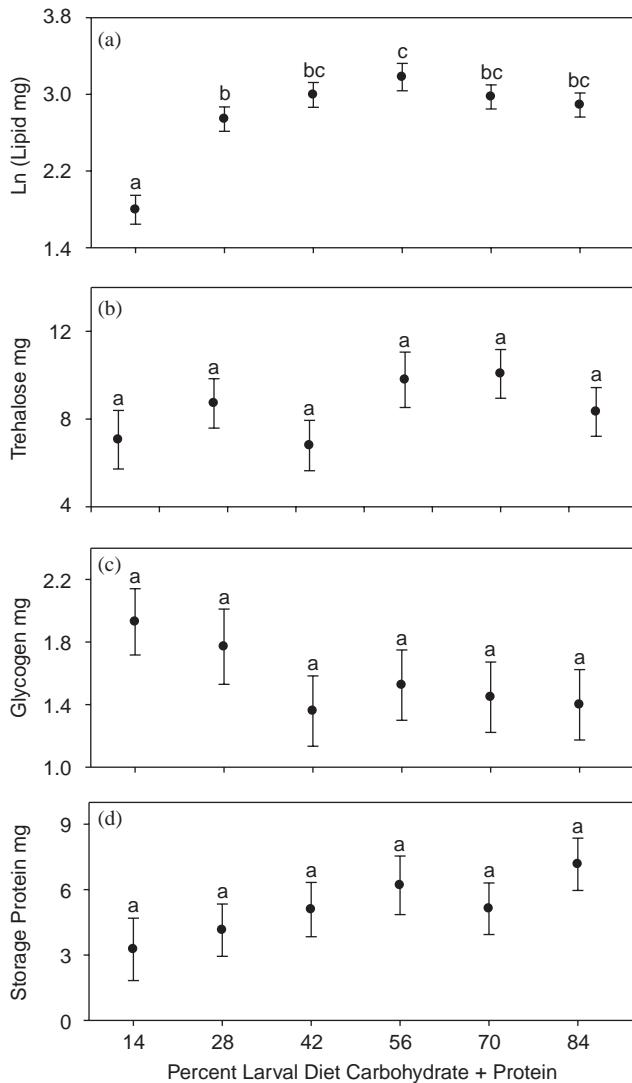 (a)
Ln (Lipid mg)
3.8
3.0
2.2
1.4
a
b
bc
c
bc
bc
(b)
Trehalose mg
12
8
4
a
a
a
a
a
a
(c)
Glycogen mg
2.2
1.8
1.4
1.0
a
a
a
a
a
a
(d)
Storage Protein mg
9
6
3
0
a
a
a
a
a
a
14 28 42 56 70 84
Percent Larval Diet Carbohydrate + Protein